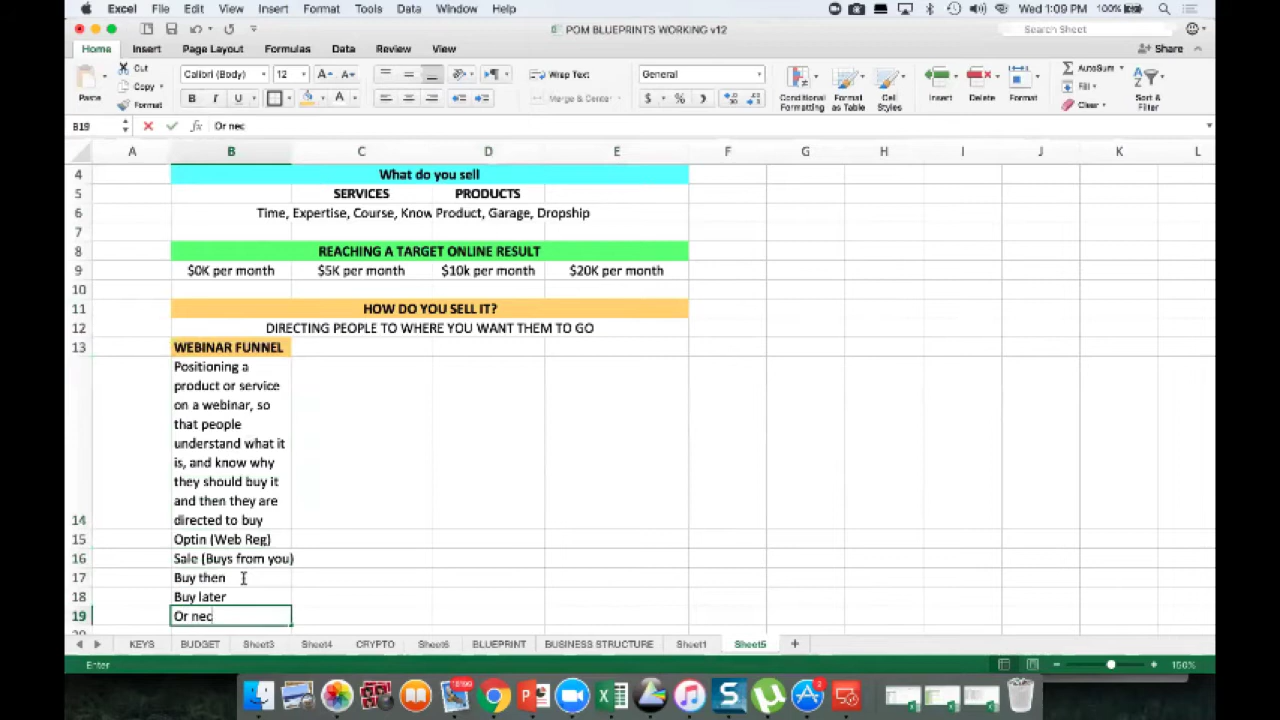 Excel File Edit View Insert Format Tools Data Window Help Wed 1:09 PM 100%
POM BLUEPRINTS WORKING v12 Search Sheet
Home Insert Page Layout Formulas Data Review View Share
Paste Cut Copy Format Calibri (Body) 12 A A Wrap Text General Conditional Formatting Format as Table Cell Styles Insert Delete Format AutoSum Fill Clear Sort & Filter
B I U A Merge & Center $ % )
B19 fx Or nec
A B C D E F G H I J K L
4 What do you sell
5 SERVICES PRODUCTS
6 Time, Expertise, Course, Know Product, Garage, Dropship
7
8 REACHING A TARGET ONLINE RESULT
9 $0K per month $5K per month $10k per month $20K per month
10
11 HOW DO YOU SELL IT?
12 DIRECTING PEOPLE TO WHERE YOU WANT THEM TO GO
13 WEBINAR FUNNEL
Positioning a
product or service
on a webinar, so
that people
understand what it
is, and know why
they should buy it
and then they are
14 directed to buy
15 Optin (Web Reg)
16 Sale (Buys from you)
17 Buy then
18 Buy later
19 Or nec
KEYS BUDGET Sheet3 Sheet4 CRYPTO Sheet6 BLUEPRINT BUSINESS STRUCTURE Sheet1 Sheet5 +
Enter 150%